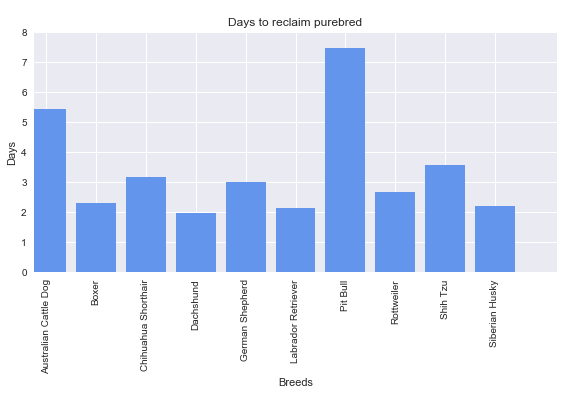 Days to reclaim purebred
8
7
6
5
4
3
2
1
0
Days
Australian Cattle Dog
Boxer
Chihuahua Shorthair
Dachshund
German Shepherd
Labrador Retriever
Pit Bull
Rottweiler
Shih Tzu
Siberian Husky
Breeds